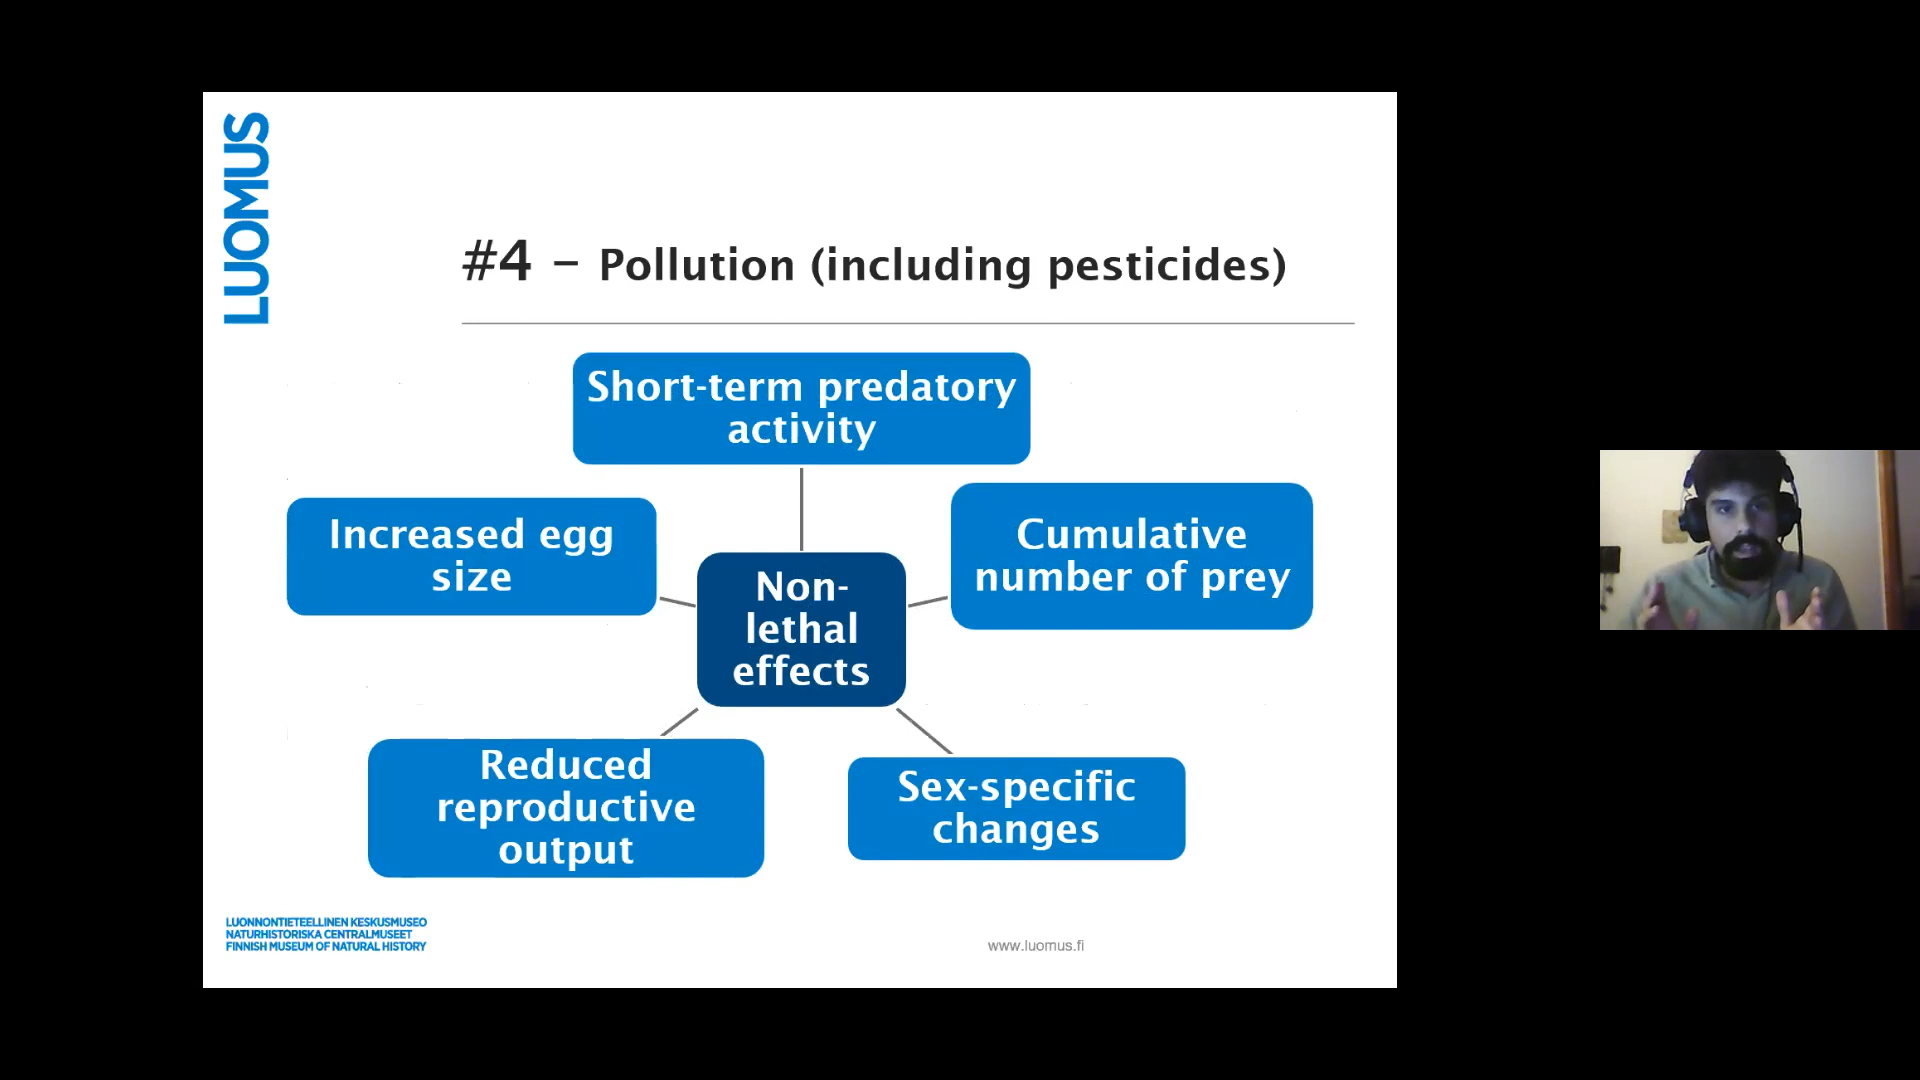 LUOMUS
#4 – Pollution (including pesticides)
Short-term predatory
activity
Increased egg
size
Cumulative
number of prey
Non-
lethal
effects
Reduced
reproductive
output
Sex-specific
changes
LUONNONTIETEELLINEN KESKUSMUSEO
NATURHISTORISKA CENTRALMUSEET
FINNISH MUSEUM OF NATURAL HISTORY
www.luomus.fi